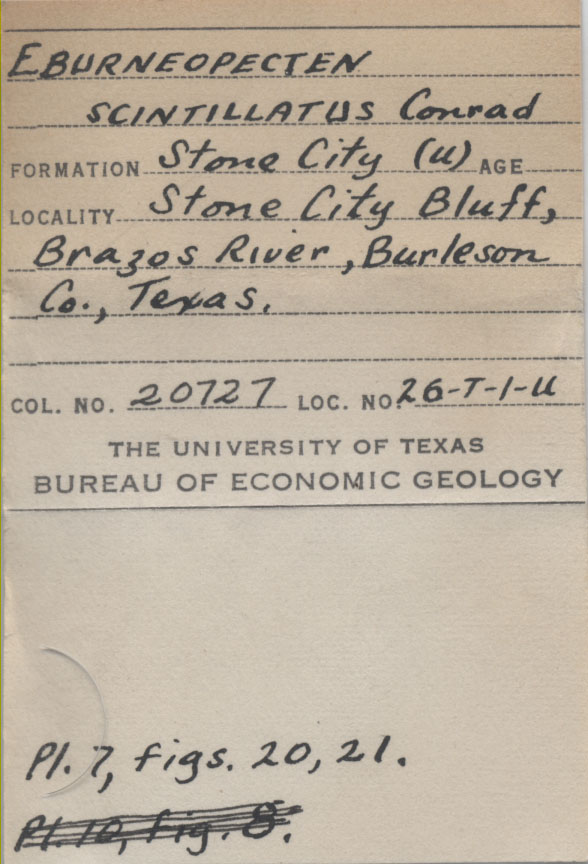 EBURNEOPECTEN
SCINTILLATUS Conrad
FORMATION Stone City (u) AGE
LOCALITY Stone City Bluff,
Brazos River, Burleson
Co., Texas.
COL. NO. 20727 LOC. NO. 26-T-1-U
THE UNIVERSITY OF TEXAS
BUREAU OF ECONOMIC GEOLOGY
Pl. 7, figs. 20, 21.
Pl. 10, fig. 8.